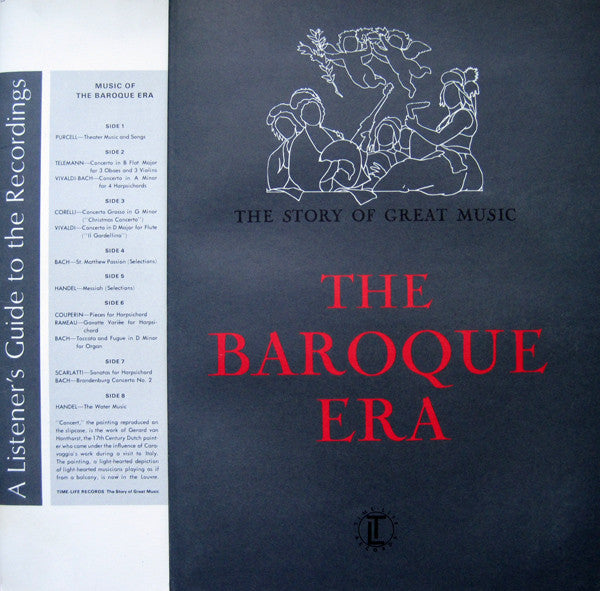 A Listener's Guide to the Recordings
MUSIC OF
THE BAROQUE ERA
SIDE 1
PURCELL—Theater Music and Songs
SIDE 2
TELEMANN—Concerto in B Flat Major
for 3 Oboes and 3 Violins
VIVALDI-BACH—Concerto in A Minor
for 4 Harpsichords
SIDE 3
CORELLI—Concerto Grosso in G Minor
("Christmas Concerto")
VIVALDI—Concerto in D Major for Flute
("Il Gardellino")
SIDE 4
BACH—St. Matthew Passion (Selections)
SIDE 5
HANDEL—Messiah (Selections)
SIDE 6
COUPERIN—Pieces for Harpsichord
RAMEAU—Gavotte Variée for Harpsi-
chord
BACH—Toccata and Fugue in D Minor
for Organ
SIDE 7
SCARLATTI—Sonatas for Harpsichord
BACH—Brandenburg Concerto No. 2
SIDE 8
HANDEL—The Water Music
"Concert," the painting reproduced on
the slipcase, is the work of Gerard van
Honthorst, the 17th Century Dutch paint-
er who came under the influence of Cara-
vaggio's work during a visit to Italy.
The painting, a light-hearted depiction
of light-hearted musicians playing as if
from a balcony, is now in the Louvre.
TIME-LIFE RECORDS The Story of Great Music
THE STORY OF GREAT MUSIC
THE
BAROQUE
ERA
TIME-LIFE
RECORDS
TL